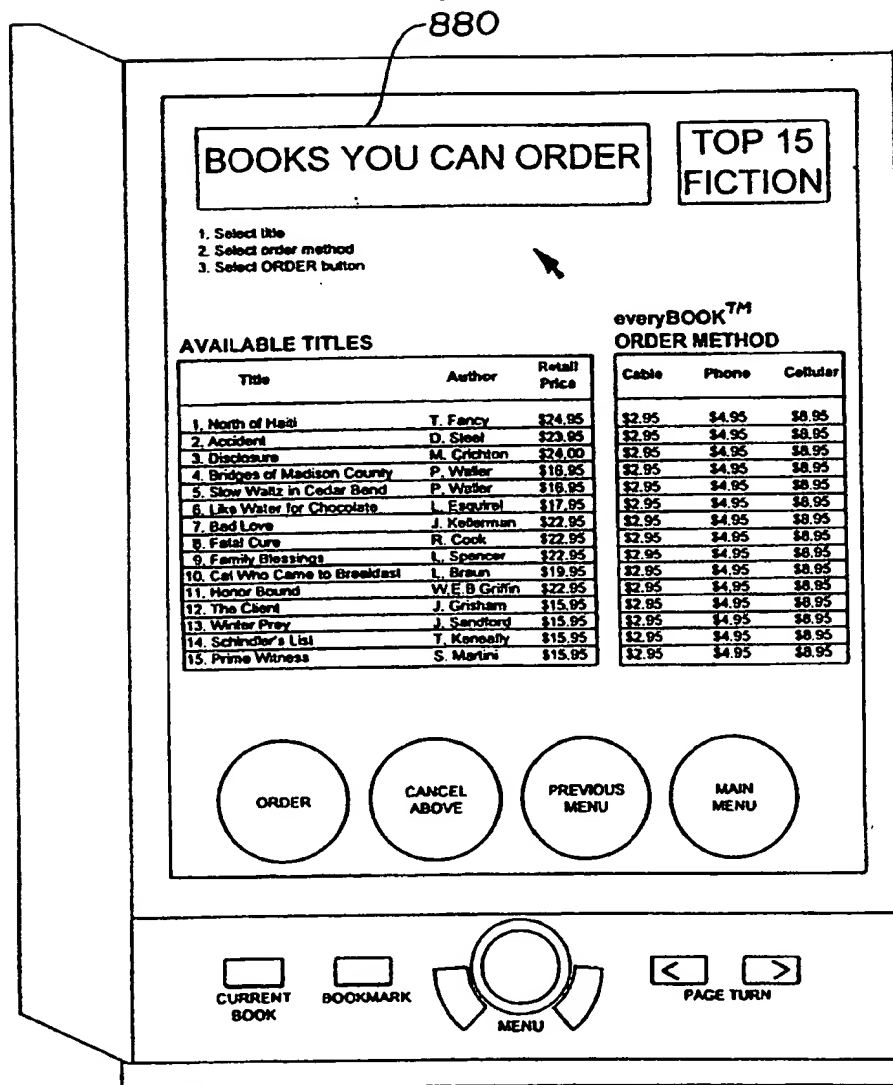 880
BOOKS YOU CAN ORDER
TOP 15
FICTION
1. Select title
2. Select order method
3. Select ORDER button
everyBOOK™
AVAILABLE TITLES
ORDER METHOD
Title Author Retail Price Cable Phone Cellular
1. North of Haiti T. Fancy $24.95 $2.95 $4.95 $8.95
2. Accident D. Steel $23.95 $2.95 $4.95 $8.95
3. Disclosure M. Crichton $24.00 $2.95 $4.95 $8.95
4. Bridges of Madison County P. Waller $16.95 $2.95 $4.95 $8.95
5. Slow Waltz in Cedar Bend P. Waller $16.95 $2.95 $4.95 $8.95
6. Like Water for Chocolate L. Esquirel $17.95 $2.95 $4.95 $8.95
7. Bad Love J. Kellerman $22.95 $2.95 $4.95 $8.95
8. Fatal Cure R. Cook $22.95 $2.95 $4.95 $8.95
9. Family Blessings L. Spencer $22.95 $2.95 $4.95 $8.95
10. Cat Who Came to Breakfast L. Braun $19.95 $2.95 $4.95 $8.95
11. Honor Bound W.E.B Griffin $22.95 $2.95 $4.95 $8.95
12. The Client J. Grisham $15.95 $2.95 $4.95 $8.95
13. Winter Prey J. Sandford $15.95 $2.95 $4.95 $8.95
14. Schindler's List T. Keneally $15.95 $2.95 $4.95 $8.95
15. Prime Witness S. Martini $15.95 $2.95 $4.95 $8.95
ORDER
CANCEL
ABOVE
PREVIOUS
MENU
MAIN
MENU
< >
CURRENT
BOOK
BOOKMARK
MENU
PAGE TURN